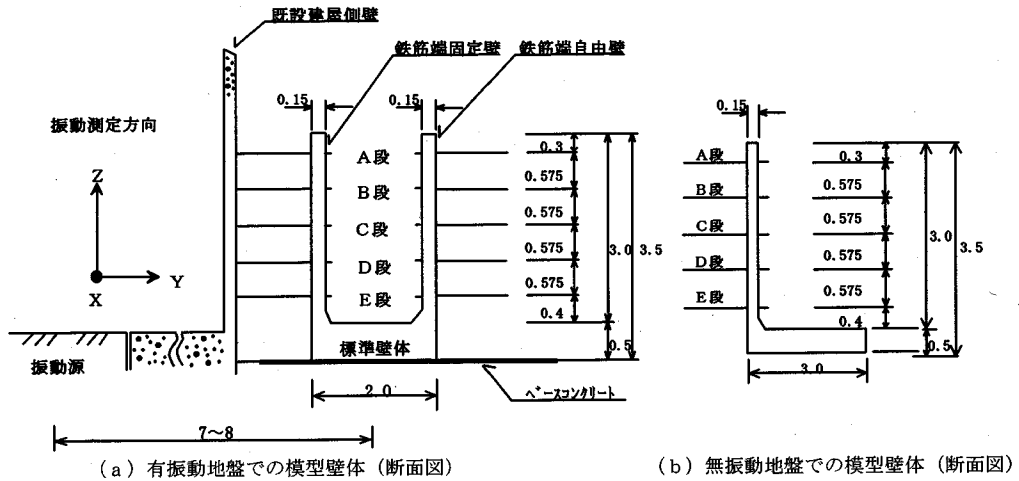 既設建屋側壁
鉄筋端固定壁
鉄筋端自由壁
0.15
0.15
0.15
振動測定方向
Z
Y
X
A段
B段
C段
D段
E段
0.3
0.575
0.575
0.575
0.575
0.4
3.0
3.5
0.5
標準壁体
振動源
ベースコンクリート
2.0
7〜8
(a)有振動地盤での模型壁体(断面図)
A段
B段
C段
D段
E段
0.3
0.575
0.575
0.575
0.575
0.4
3.0
3.5
0.5
3.0
(b)無振動地盤での模型壁体(断面図)